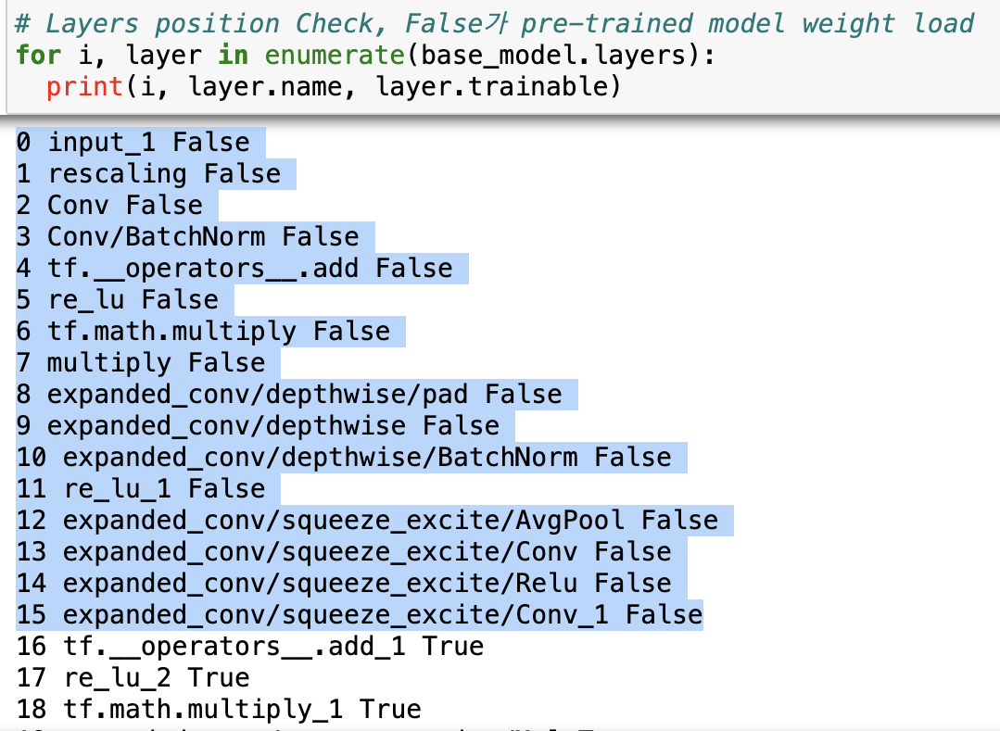 # Layers position Check, False가 pre-trained model weight load
for i, layer in enumerate(base_model.layers):
  print(i, layer.name, layer.trainable)
0 input_1 False
1 rescaling False
2 Conv False
3 Conv/BatchNorm False
4 tf.__operators__.add False
5 re_lu False
6 tf.math.multiply False
7 multiply False
8 expanded_conv/depthwise/pad False
9 expanded_conv/depthwise False
10 expanded_conv/depthwise/BatchNorm False
11 re_lu_1 False
12 expanded_conv/squeeze_excite/AvgPool False
13 expanded_conv/squeeze_excite/Conv False
14 expanded_conv/squeeze_excite/Relu False
15 expanded_conv/squeeze_excite/Conv_1 False
16 tf.__operators__.add_1 True
17 re_lu_2 True
18 tf.math.multiply_1 True